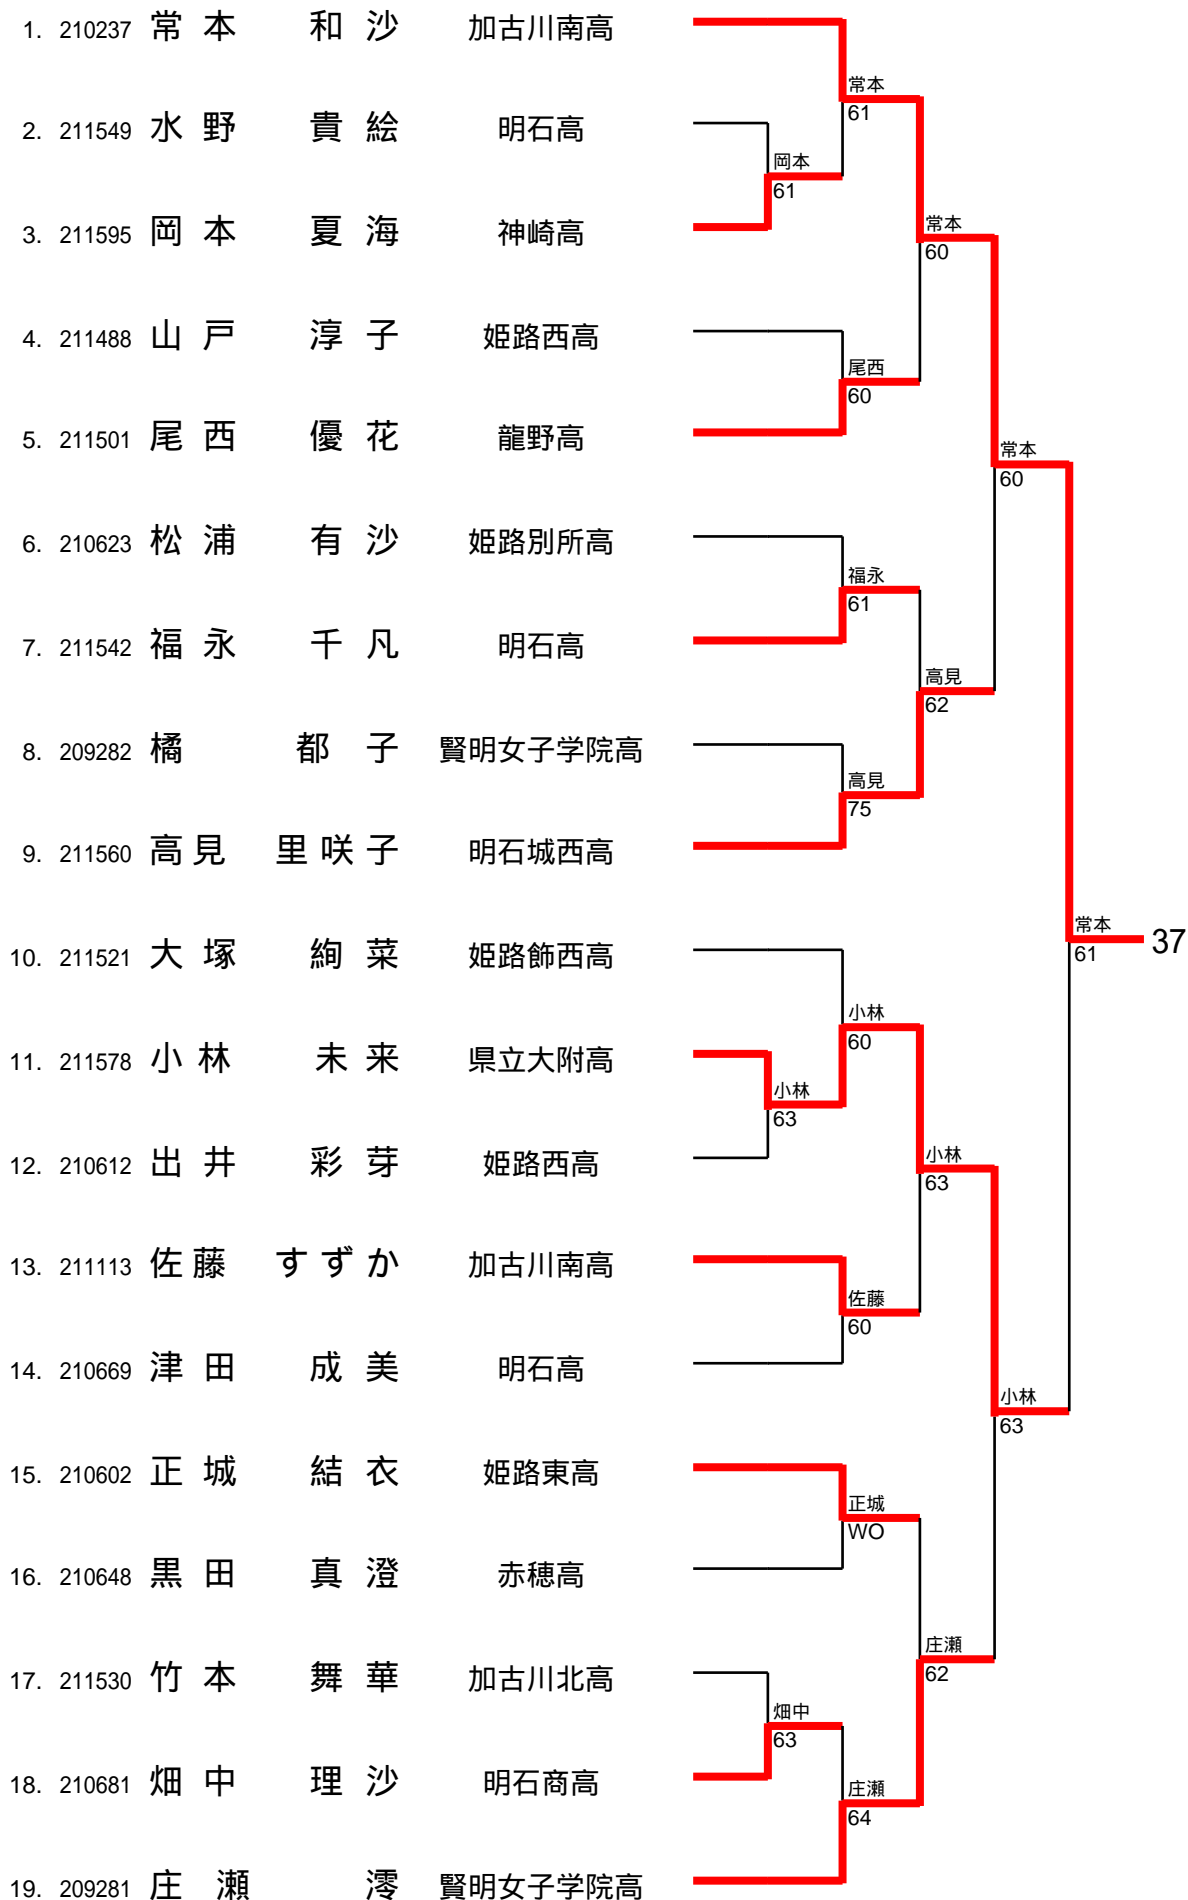 1. 210237 常本 和沙 加古川南高
常本
61
2. 211549 水野 貴絵 明石高
岡本
61
3. 211595 岡本 夏海 神崎高
常本
60
4. 211488 山戸 淳子 姫路西高
尾西
60
5. 211501 尾西 優花 龍野高
常本
60
6. 210623 松浦 有沙 姫路別所高
福永
61
7. 211542 福永 千凡 明石高
高見
62
8. 209282 橘 都子 賢明女子学院高
高見
75
9. 211560 高見 里咲子 明石城西高
常本
61
37
10. 211521 大塚 絢菜 姫路飾西高
小林
60
11. 211578 小林 未来 県立大附高
小林
63
12. 210612 出井 彩芽 姫路西高
小林
63
13. 211113 佐藤 すずか 加古川南高
佐藤
60
14. 210669 津田 成美 明石高
小林
63
15. 210602 正城 結衣 姫路東高
正城
WO
16. 210648 黒田 真澄 赤穂高
庄瀬
62
17. 211530 竹本 舞華 加古川北高
畑中
63
18. 210681 畑中 理沙 明石商高
庄瀬
64
19. 209281 庄瀬 澪 賢明女子学院高